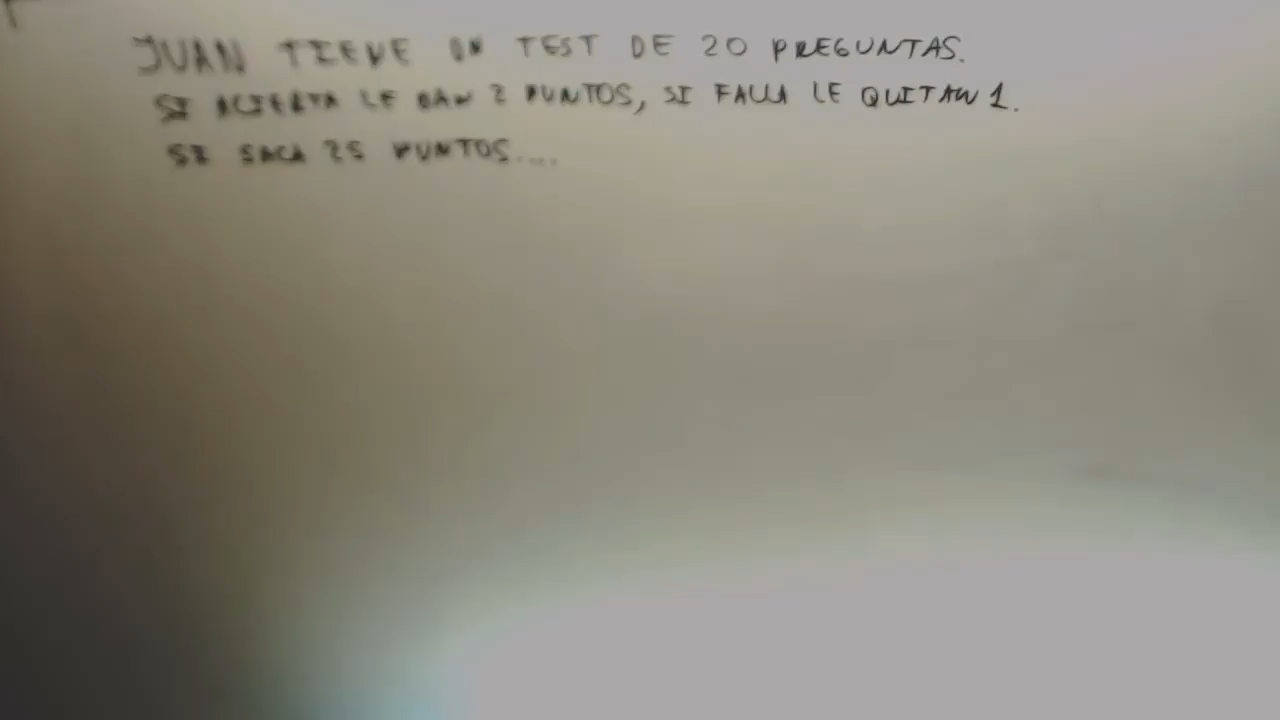 JUAN TIENE UN TEST DE 20 PREGUNTAS.
SI ACIERTA LE DAN 2 PUNTOS, SI FALLA LE QUITAN 1.
SI SACA 25 PUNTOS....